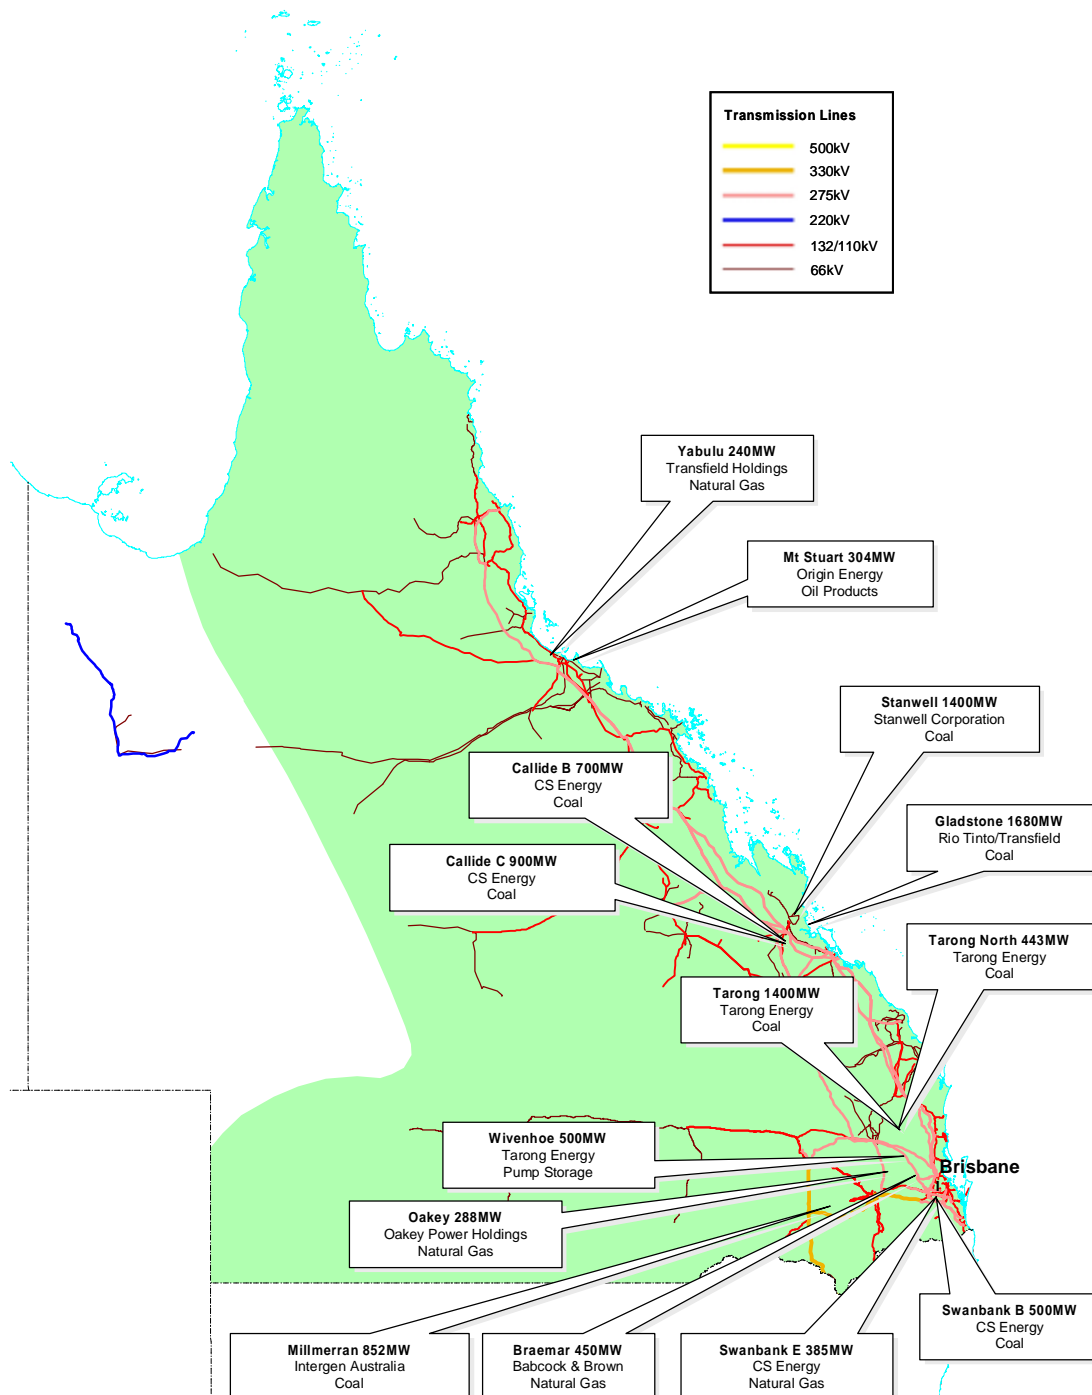 Transmission Lines
500kV
330kV
275kV
220kV
132/110kV
66kV
Yabulu 240MW
Transfield Holdings
Natural Gas
Mt Stuart 304MW
Origin Energy
Oil Products
Stanwell 1400MW
Stanwell Corporation
Coal
Callide B 700MW
CS Energy
Coal
Gladstone 1680MW
Rio Tinto/Transfield
Coal
Callide C 900MW
CS Energy
Coal
Tarong North 443MW
Tarong Energy
Coal
Tarong 1400MW
Tarong Energy
Coal
Wivenhoe 500MW
Tarong Energy
Pump Storage
Brisbane
Oakey 288MW
Oakey Power Holdings
Natural Gas
Swanbank B 500MW
CS Energy
Coal
Millmerran 852MW
Intergen Australia
Coal
Braemar 450MW
Babcock & Brown
Natural Gas
Swanbank E 385MW
CS Energy
Natural Gas